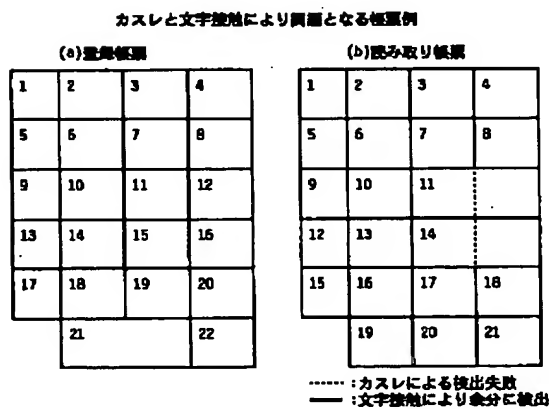 カスレと文字接触により問題となる帳票例
(a)登録帳票
(b)読み取り帳票
1 2 3 4
5 6 7 8
9 10 11 12
13 14 15 16
17 18 19 20
21 22
1 2 3 4
5 6 7 8
9 10 11
12 13 14
15 16 17 18
19 20 21
:カスレによる検出失敗
:文字接触により余分に検出